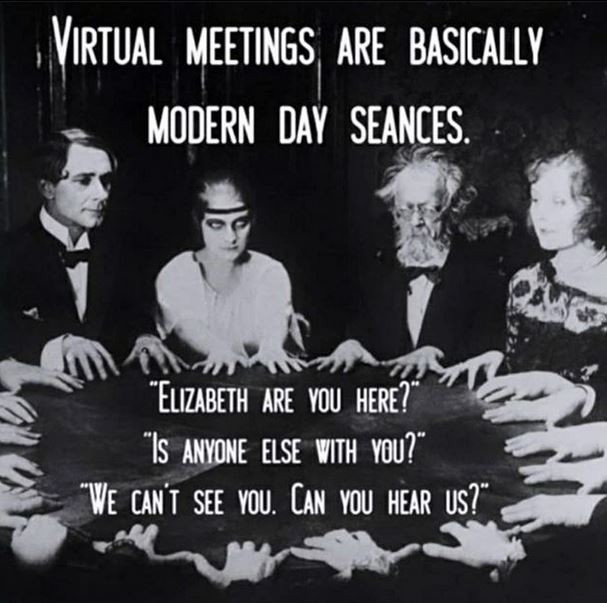 Virtual meetings are basically
modern day seances.
"Elizabeth are you here?"
"Is anyone else with you?"
"We can't see you. Can you hear us?"